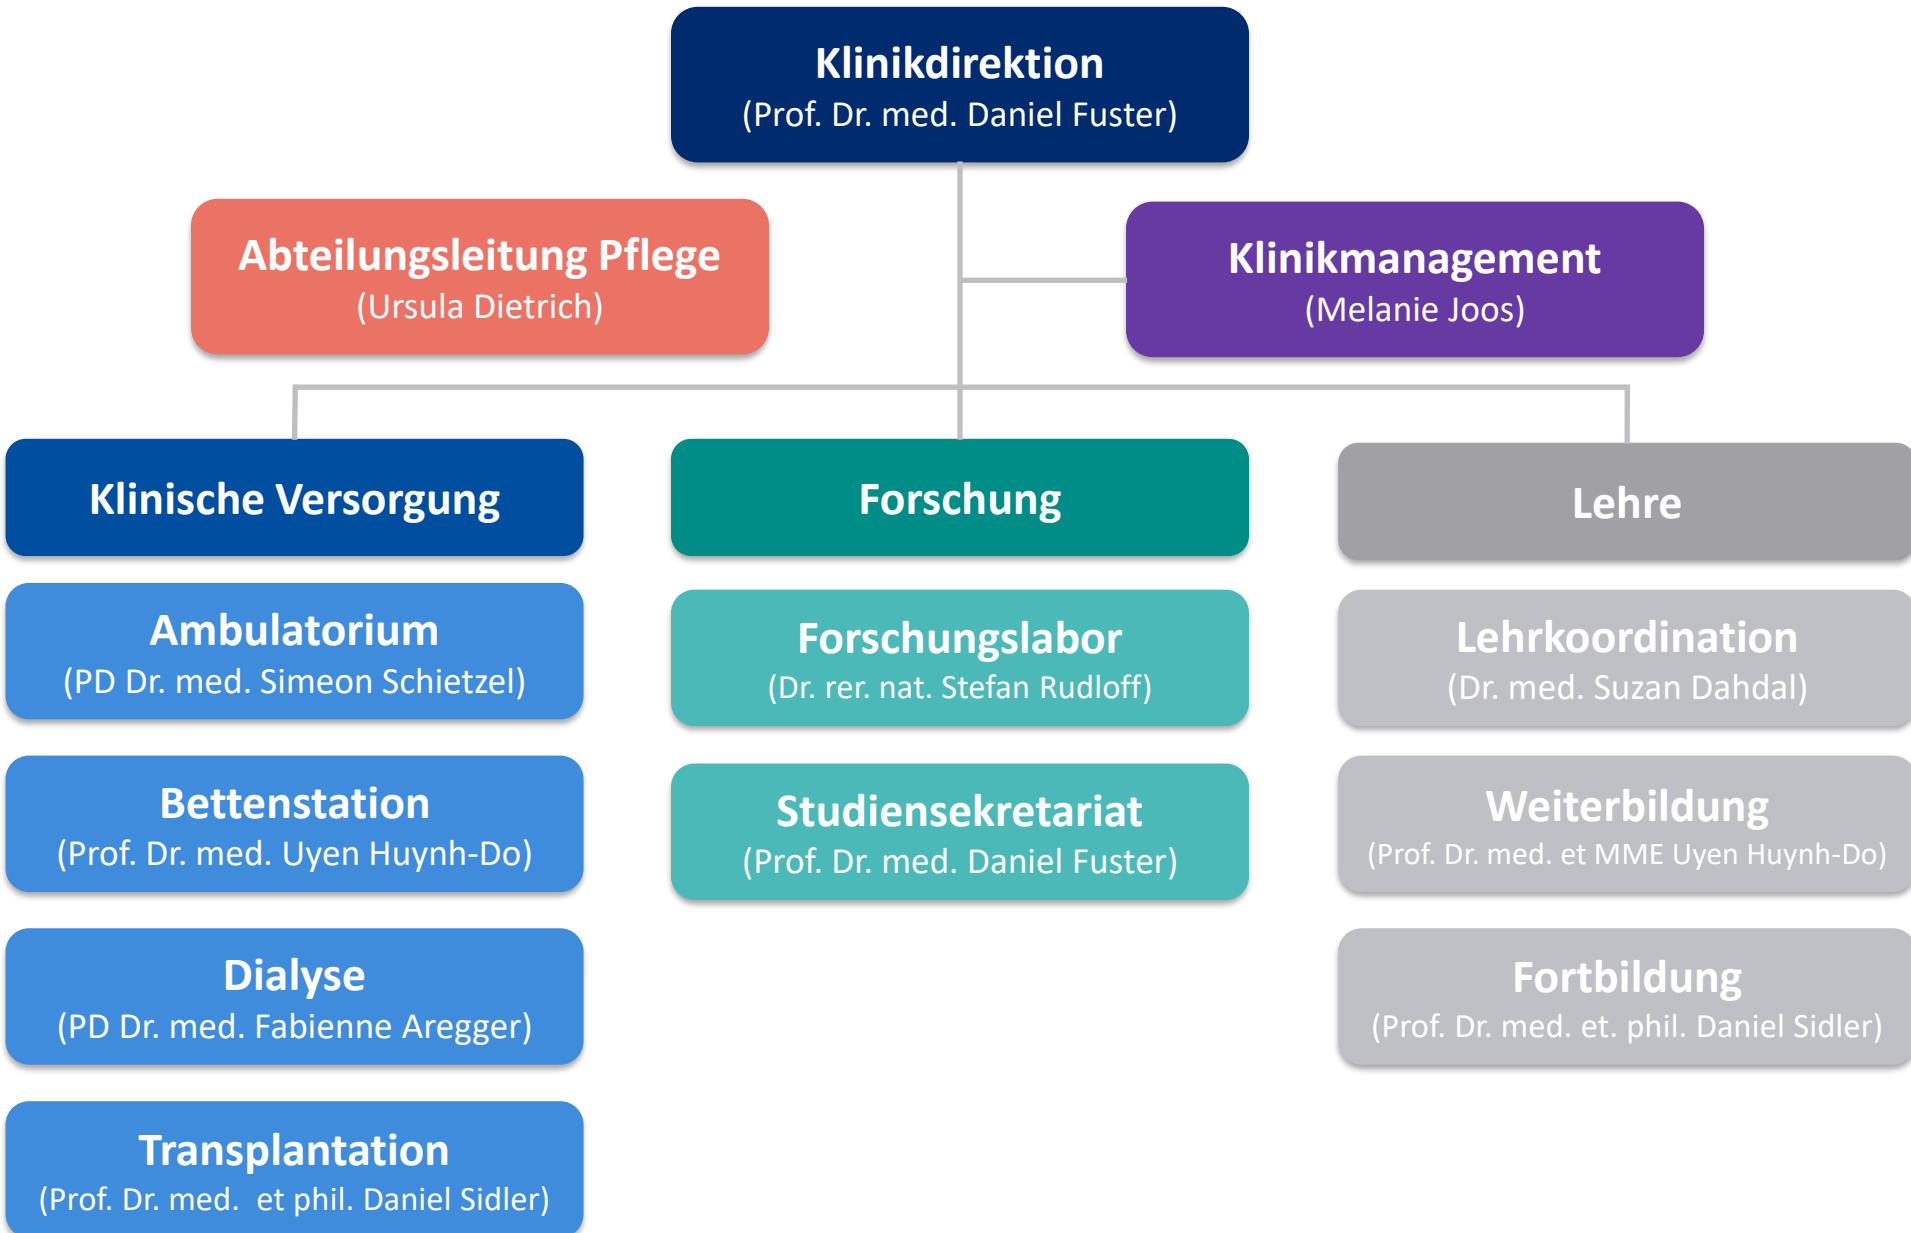 Klinikdirektion
(Prof. Dr. med. Daniel Fuster)
Abteilungsleitung Pflege
(Ursula Dietrich)
Klinikmanagement
(Melanie Joos)
Klinische Versorgung
Ambulatorium
(PD Dr. med. Simeon Schietzel)
Bettenstation
(Prof. Dr. med. Uyen Huynh-Do)
Dialyse
(PD Dr. med. Fabienne Aregger)
Transplantation
(Prof. Dr. med.  et phil. Daniel Sidler)
Forschung
Forschungslabor
(Dr. rer. nat. Stefan Rudloff)
Studiensekretariat
(Prof. Dr. med. Daniel Fuster)
Lehre
Lehrkoordination
(Dr. med. Suzan Dahdal)
Weiterbildung
(Prof. Dr. med. et MME Uyen Huynh-Do)
Fortbildung
(Prof. Dr. med. et. phil. Daniel Sidler)